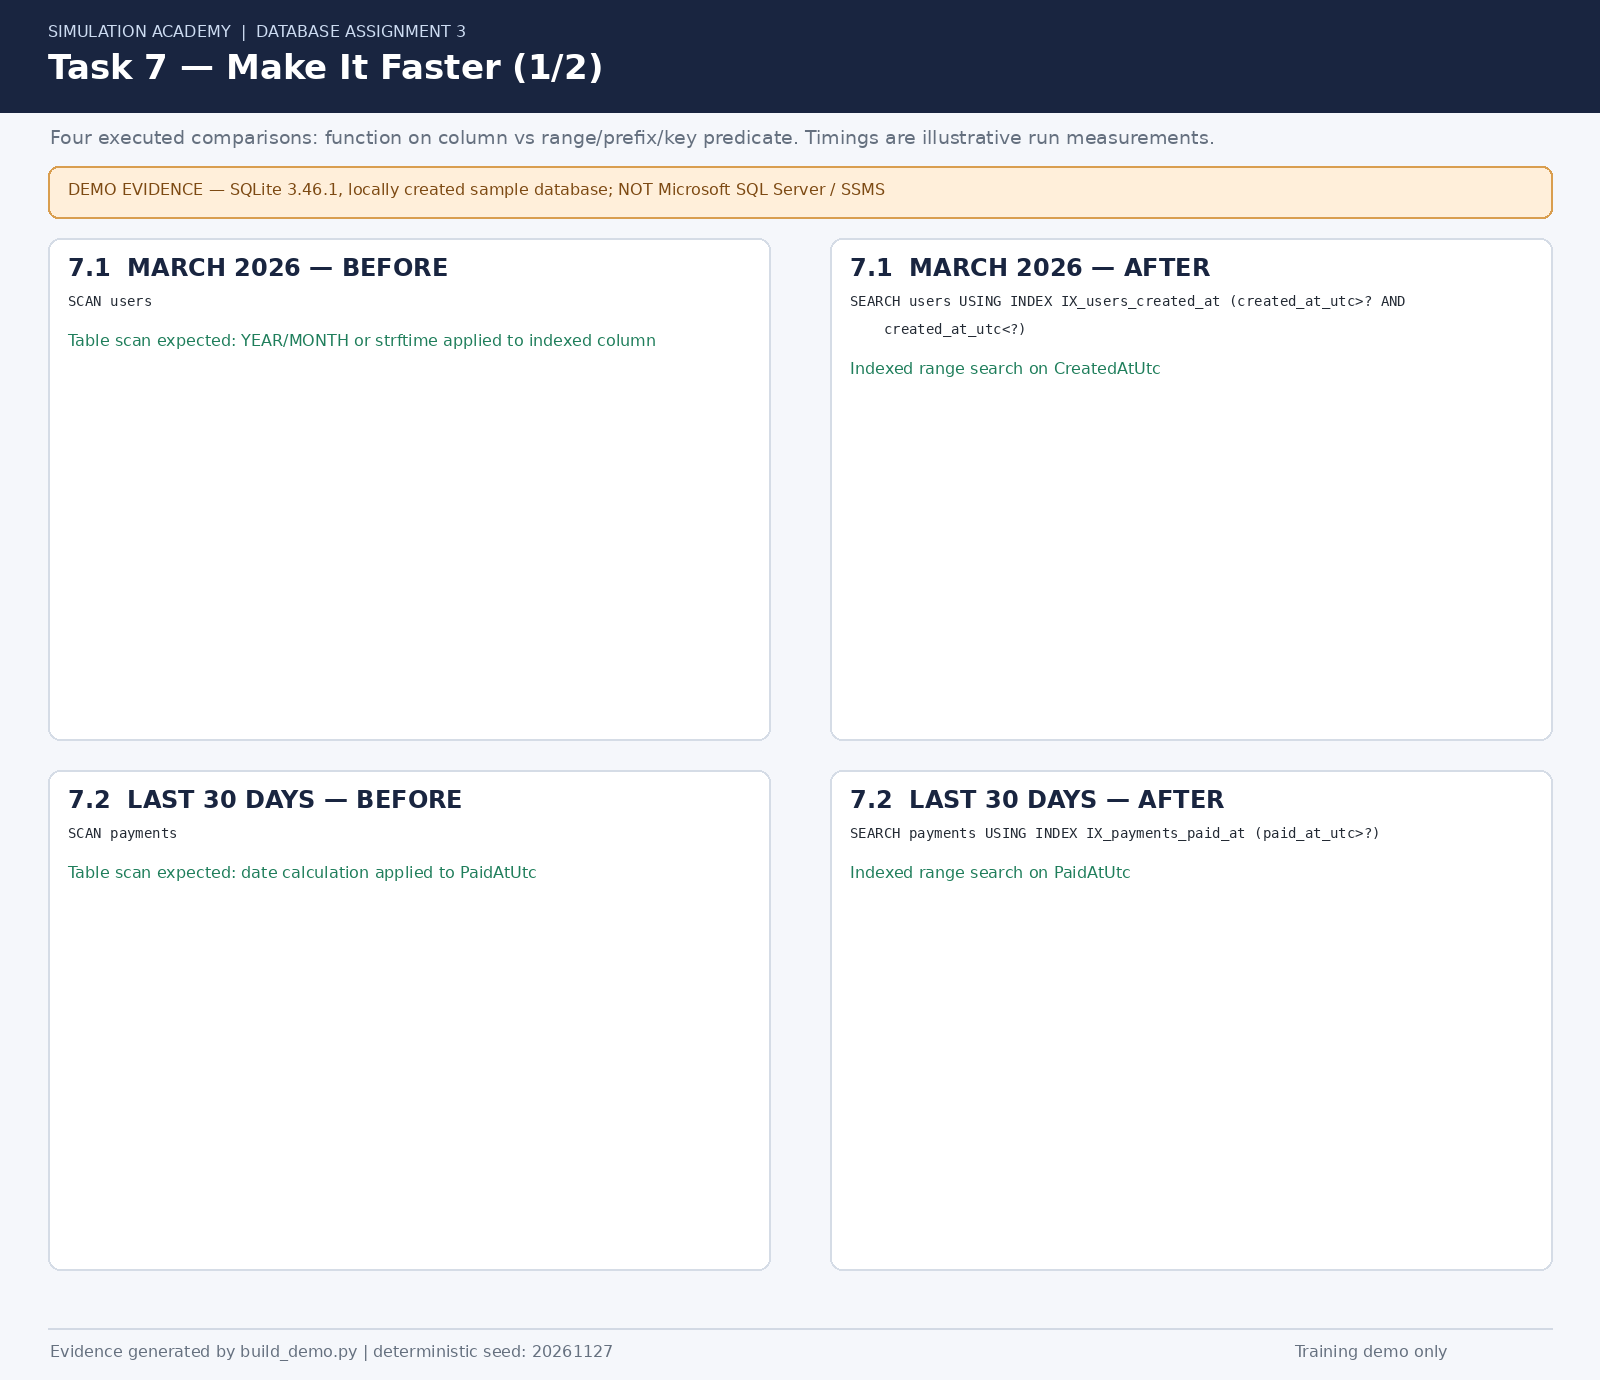 SIMULATION ACADEMY | DATABASE ASSIGNMENT 3
Task 7 — Make It Faster (1/2)
Four executed comparisons: function on column vs range/prefix/key predicate. Timings are illustrative run measurements.
DEMO EVIDENCE — SQLite 3.46.1, locally created sample database; NOT Microsoft SQL Server / SSMS
7.1 MARCH 2026 — BEFORE
SCAN users
Table scan expected: YEAR/MONTH or strftime applied to indexed column
7.1 MARCH 2026 — AFTER
SEARCH users USING INDEX IX_users_created_at (created_at_utc>? AND
created_at_utc<?)
Indexed range search on CreatedAtUtc
7.2 LAST 30 DAYS — BEFORE
SCAN payments
Table scan expected: date calculation applied to PaidAtUtc
7.2 LAST 30 DAYS — AFTER
SEARCH payments USING INDEX IX_payments_paid_at (paid_at_utc>?)
Indexed range search on PaidAtUtc
Evidence generated by build_demo.py | deterministic seed: 20261127
Training demo only